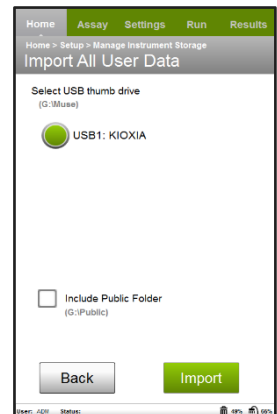 Home Assay Settings Run Results
Home > Setup > Manage Instrument Storage
Import All User Data
Select USB thumb drive
(G:\Muse)
USB1: KIOXIA
Include Public Folder
(G:\Public)
Back Import
User: ADM Status: 49% 66%